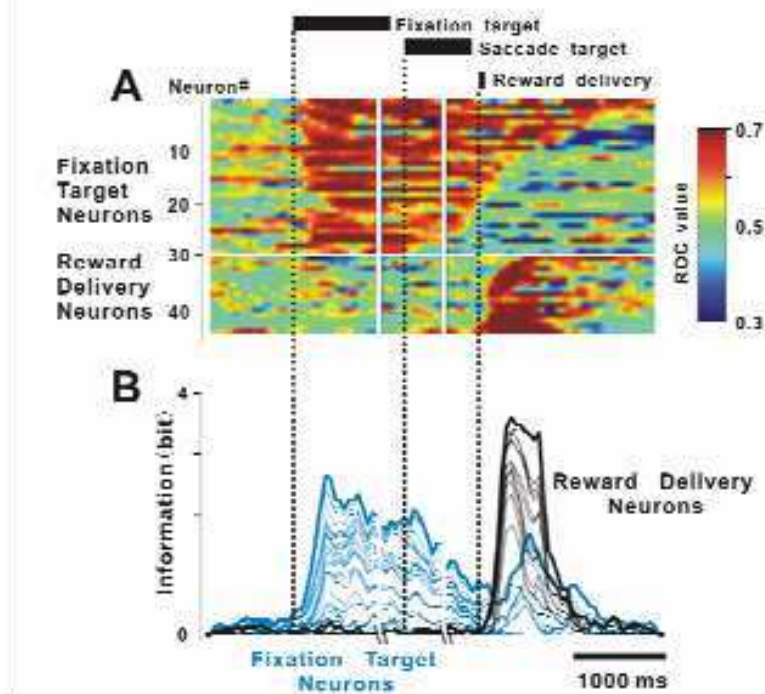 Fixation target
Saccade target
Reward delivery
A
Neuron#
10
20
30
40
Fixation
Target
Neurons
Reward
Delivery
Neurons
0.7
0.5
0.3
ROC value
B
4
0
Information (bit)
Reward Delivery
Neurons
Fixation Target
Neurons
1000 ms